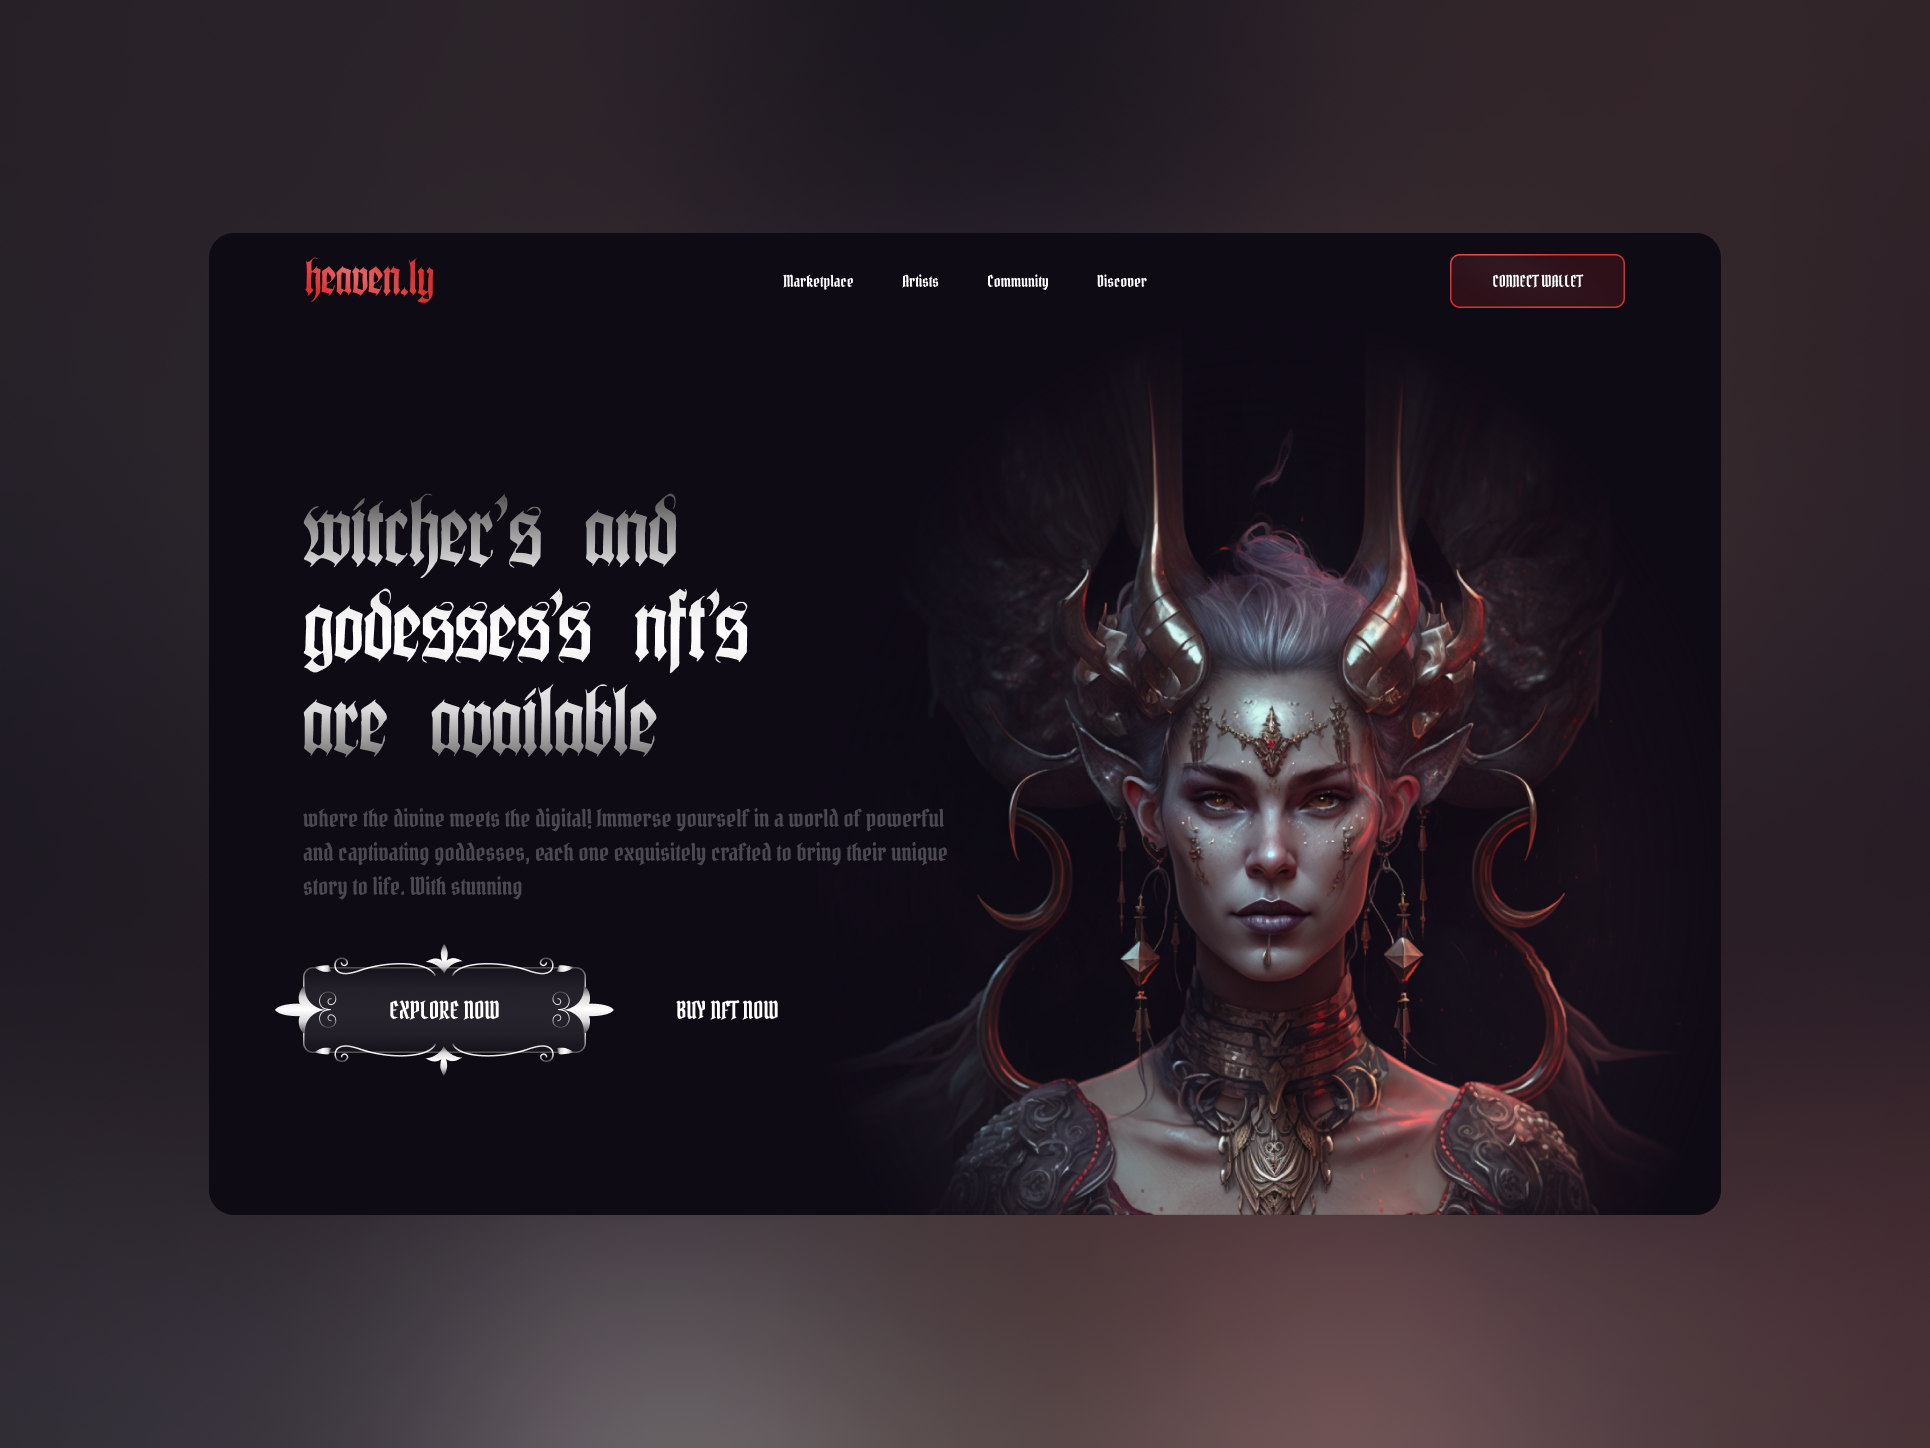 heaven.ly
Marketplace Artists Community Discover
CONNECT WALLET
witcher's and
godesses's nft's
are available
where the divine meets the digital! Immerse yourself in a world of powerful
and captivating goddesses, each one exquisitely crafted to bring their unique
story to life. With stunning
EXPLORE NOW BUY NFT NOW